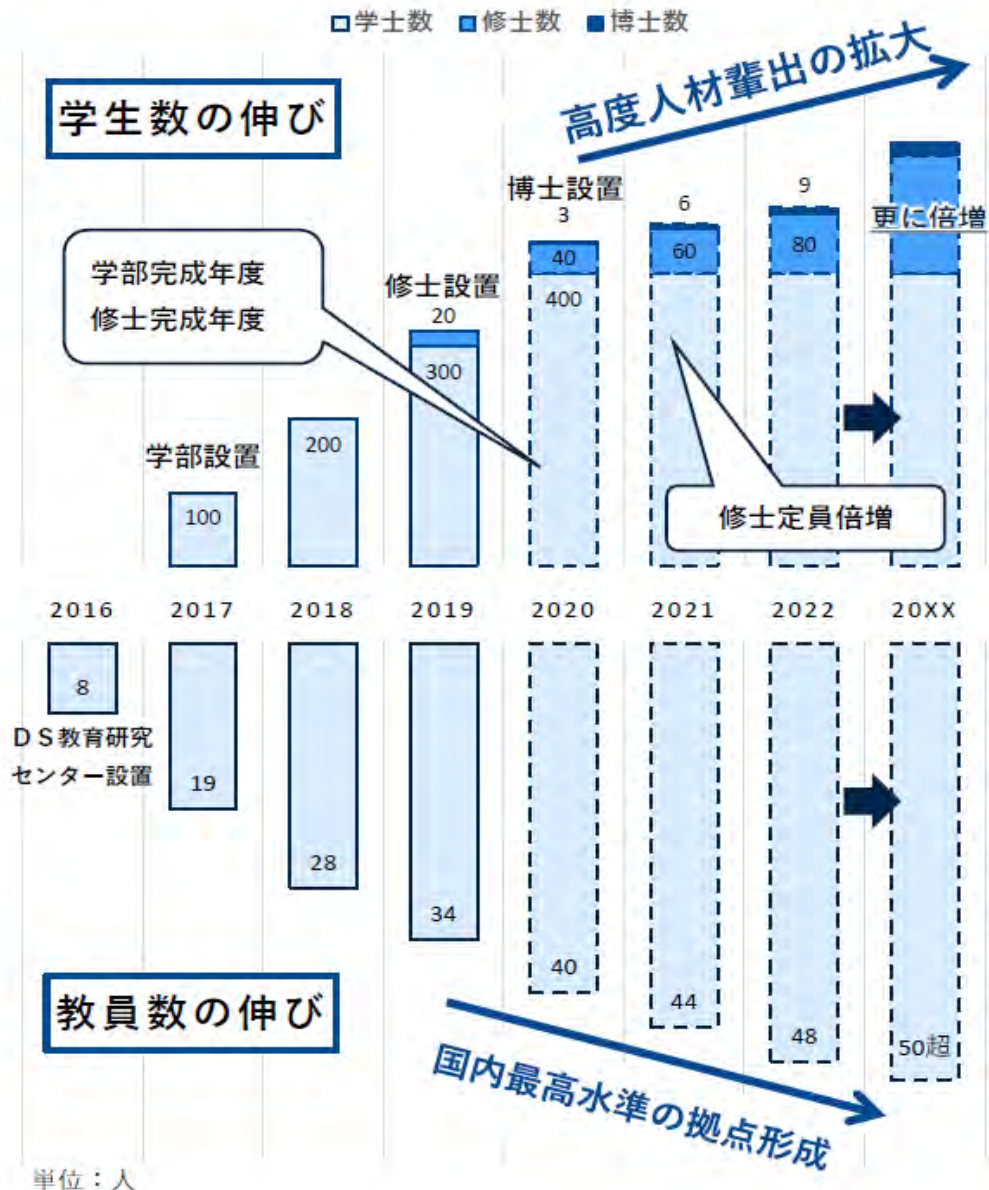 学士数 修士数 博士数
学生数の伸び
高度人材輩出の拡大
学部完成年度
修士完成年度
学部設置
修士設置
博士設置
更に倍増
修士定員倍増
100
200
20
300
3
40
400
6
60
9
80
2016 2017 2018 2019 2020 2021 2022 20XX
8
DS教育研究
センター設置
19
28
34
40
44
48
50超
教員数の伸び
国内最高水準の拠点形成
単位:人